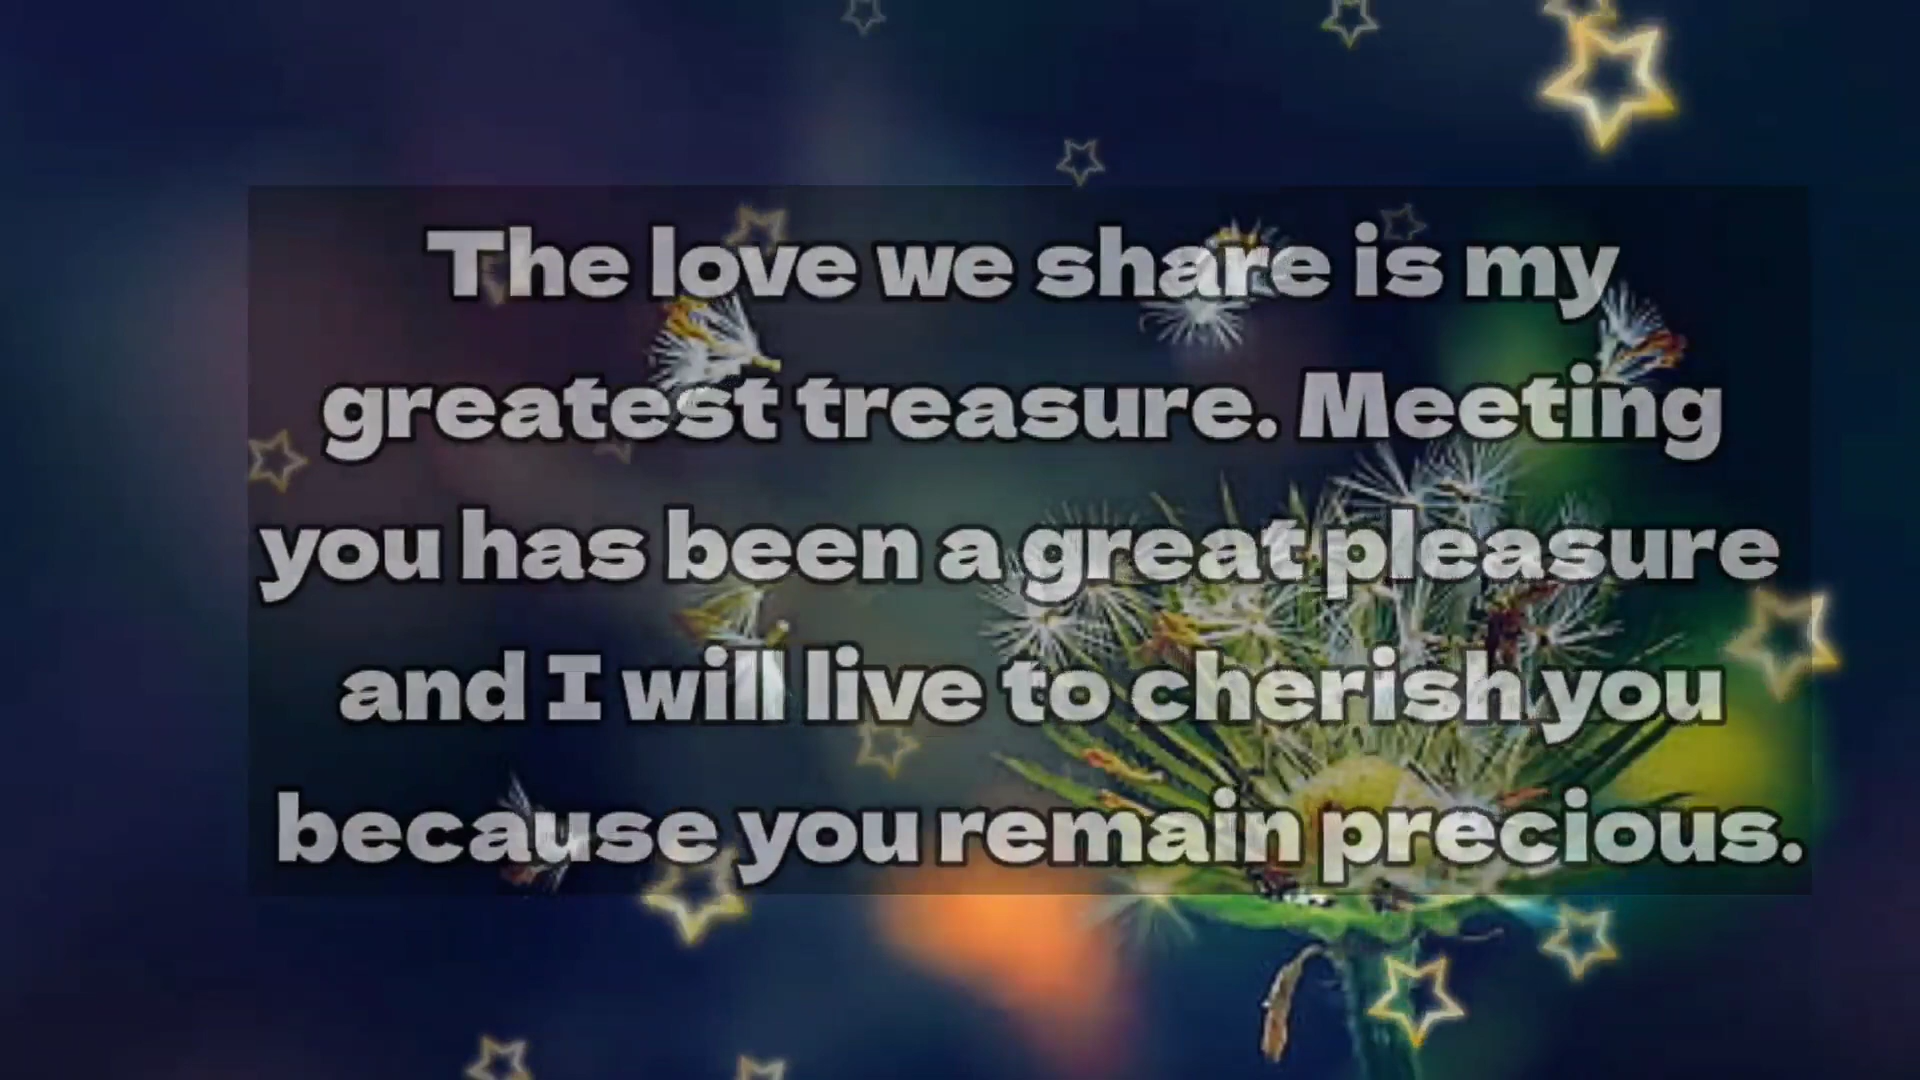 The love we share is my
greatest treasure. Meeting
you has been a great pleasure
and I will live to cherish you
because you remain precious.